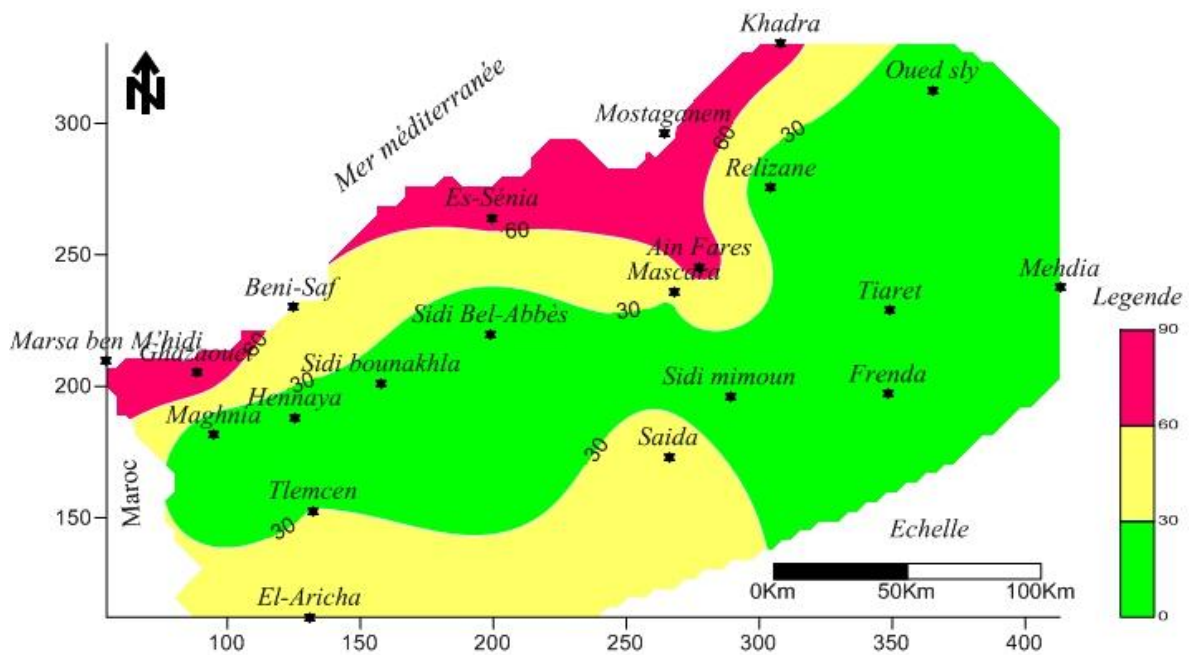 Khadra
Oued sly
N
Mer méditerranée
Mostaganem
300
60
30
Relizane
Es-Sénia
60
250
Ain Fares
Mascara
Mehdia
Beni-Saf
30
Tiaret
Legende
Sidi Bel-Abbès
90
Marsa ben M'hidi
Ghazaouet
60
Sidi bounakhla
200
30
Sidi mimoun
Frenda
Hennaya
Maghnia
60
Saida
30
Maroc
Tlemcen
150
30
Echelle
30
0Km
50Km
100Km
El-Aricha
0
100
150
200
250
300
350
400